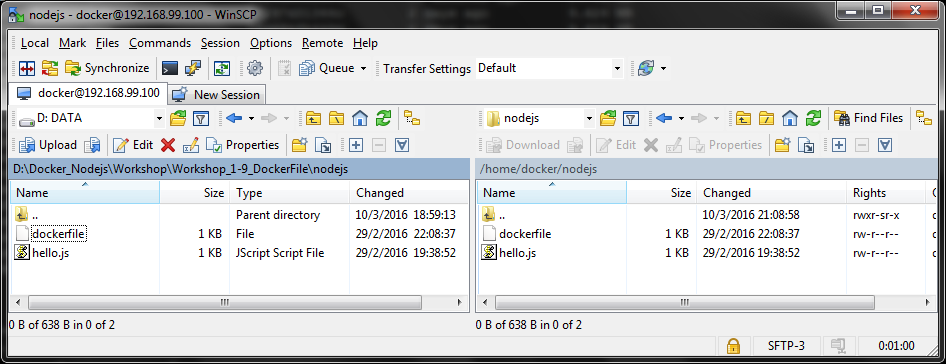 nodejs - docker@192.168.99.100 - WinSCP
Local Mark Files Commands Session Options Remote Help
Synchronize Queue Transfer Settings Default
docker@192.168.99.100 New Session
D: DATA nodejs Find Files
Upload Edit Properties Download Edit Properties
D:\Docker_Nodejs\Workshop\Workshop_1-9_DockerFile\nodejs /home/docker/nodejs
Name Size Type Changed Name Size Changed Rights
.. Parent directory 10/3/2016 18:59:13 .. 10/3/2016 21:08:58 rwxr-sr-x
dockerfile 1 KB File 29/2/2016 22:08:37 dockerfile 1 KB 29/2/2016 22:08:37 rw-r--r--
hello.js 1 KB JScript Script File 29/2/2016 19:38:52 hello.js 1 KB 29/2/2016 19:38:52 rw-r--r--
0 B of 638 B in 0 of 2 0 B of 638 B in 0 of 2
SFTP-3 0:01:00